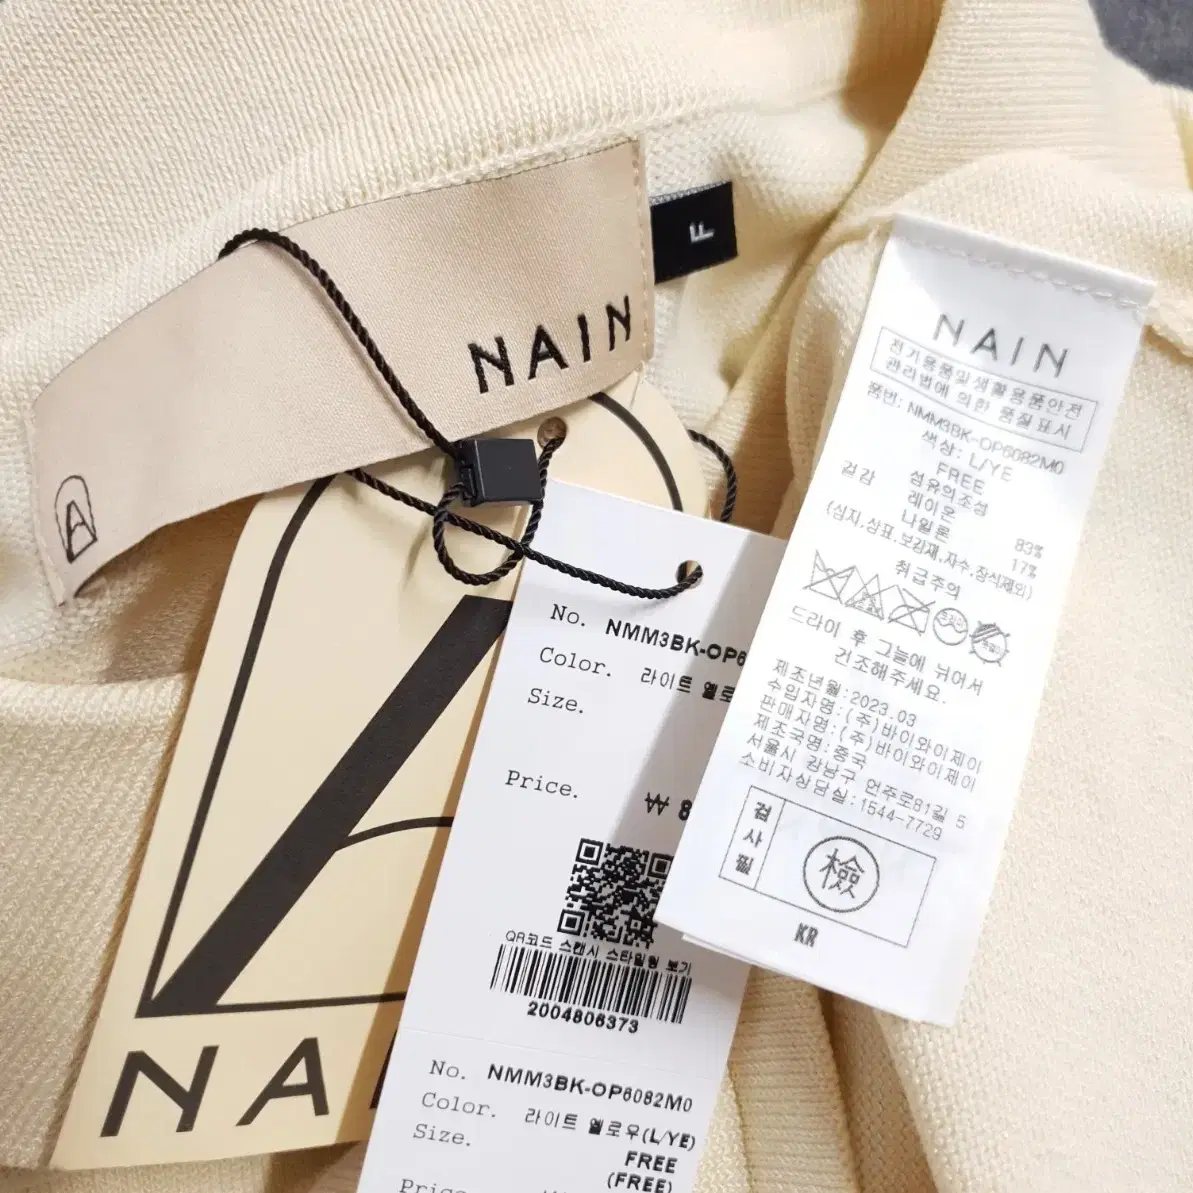 NAIN
F
A
NAIN
전기용품및생활용품안전
관리법에 의한 품질표시
품번: NMM3BK-OP6082M0
색상: L/YE
FREE
겉감 섬유의조성
레이온 83%
나일론 17%
(심지,상표,보강재,자수,장식제외)
취급주의
드라이 후 그늘에 뉘어서
건조해주세요.
제조년월:2023.03
수입자명:(주)바이와이제이
판매자명:(주)바이와이제이
제조국명:중국
서울시 강남구 언주로81길 5
소비자상담실:1544-7729
검사필
檢
KR
No. NMM3BK-OP6
Color. 라이트 옐로
Size.
Price. ₩ 8
QR코드 스캔시 스타일링 보기
2004806373
No. NMM3BK-OP6082M0
Color. 라이트 옐로우(L/YE)
Size. FREE
(FREE)
Price
NA